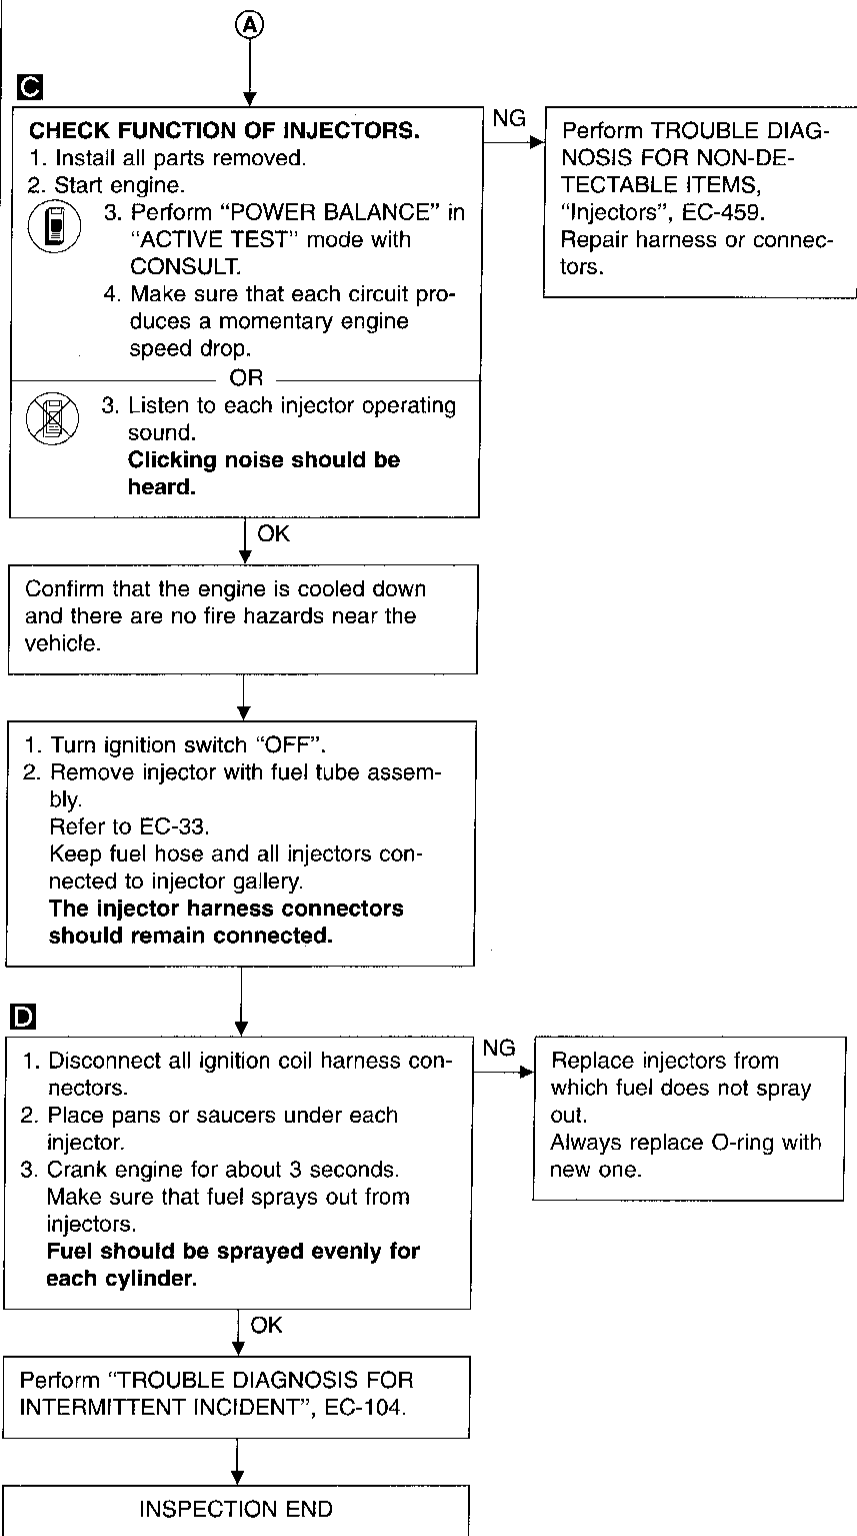 A
C
CHECK FUNCTION OF INJECTORS.
1. Install all parts removed.
2. Start engine.
3. Perform “POWER BALANCE” in
“ACTIVE TEST” mode with
CONSULT.
4. Make sure that each circuit pro-
duces a momentary engine
speed drop.
OR
3. Listen to each injector operating
sound.
Clicking noise should be
heard.
NG
Perform TROUBLE DIAG-
NOSIS FOR NON-DE-
TECTABLE ITEMS,
“Injectors”, EC-459.
Repair harness or connec-
tors.
OK
Confirm that the engine is cooled down
and there are no fire hazards near the
vehicle.
1. Turn ignition switch “OFF”.
2. Remove injector with fuel tube assem-
bly.
Refer to EC-33.
Keep fuel hose and all injectors con-
nected to injector gallery.
The injector harness connectors
should remain connected.
D
1. Disconnect all ignition coil harness con-
nectors.
2. Place pans or saucers under each
injector.
3. Crank engine for about 3 seconds.
Make sure that fuel sprays out from
injectors.
Fuel should be sprayed evenly for
each cylinder.
NG
Replace injectors from
which fuel does not spray
out.
Always replace O-ring with
new one.
OK
Perform “TROUBLE DIAGNOSIS FOR
INTERMITTENT INCIDENT”, EC-104.
INSPECTION END